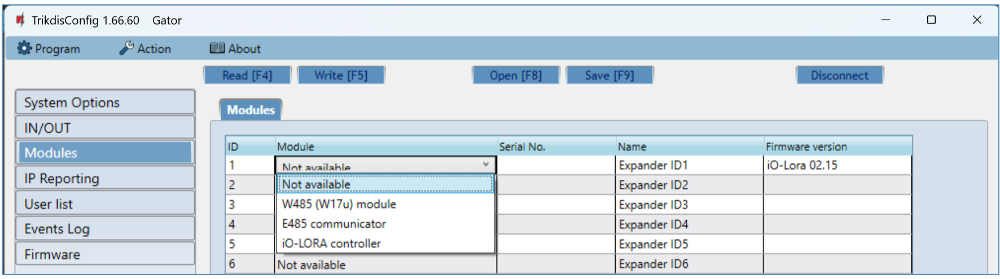 TrikdisConfig 1.66.60 Gator
Program Action About
Read [F4] Write [F5] Open [F8] Save [F9] Disconnect
System Options
IN/OUT
Modules
IP Reporting
User list
Events Log
Firmware
Modules
ID Module Serial No. Name Firmware version
1 Not available Expander ID1 iO-Lora 02.15
Not available
W485 (W17u) module
E485 communicator
iO-LORA controller
2 Expander ID2
3 Expander ID3
4 Expander ID4
5 Expander ID5
6 Not available Expander ID6